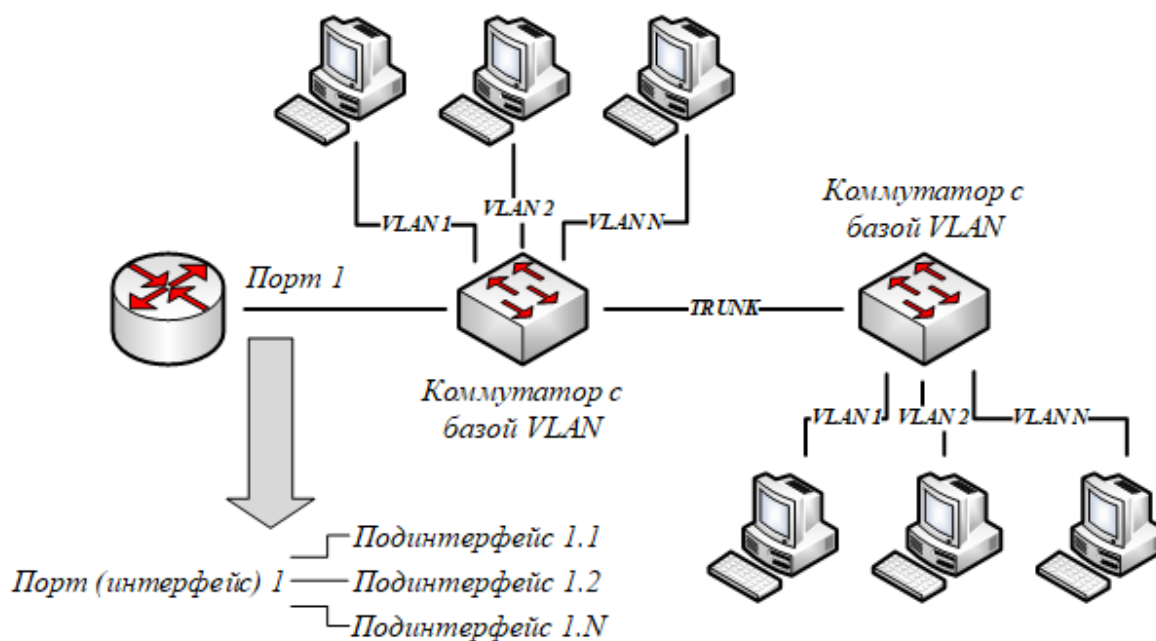 VLAN 1
VLAN 2
VLAN N
Коммутатор с
базой VLAN
Порт 1
TRUNK
Коммутатор с
базой VLAN
VLAN 1
VLAN 2
VLAN N
Подинтерфейс 1.1
Порт (интерфейс) 1
Подинтерфейс 1.2
Подинтерфейс 1.N